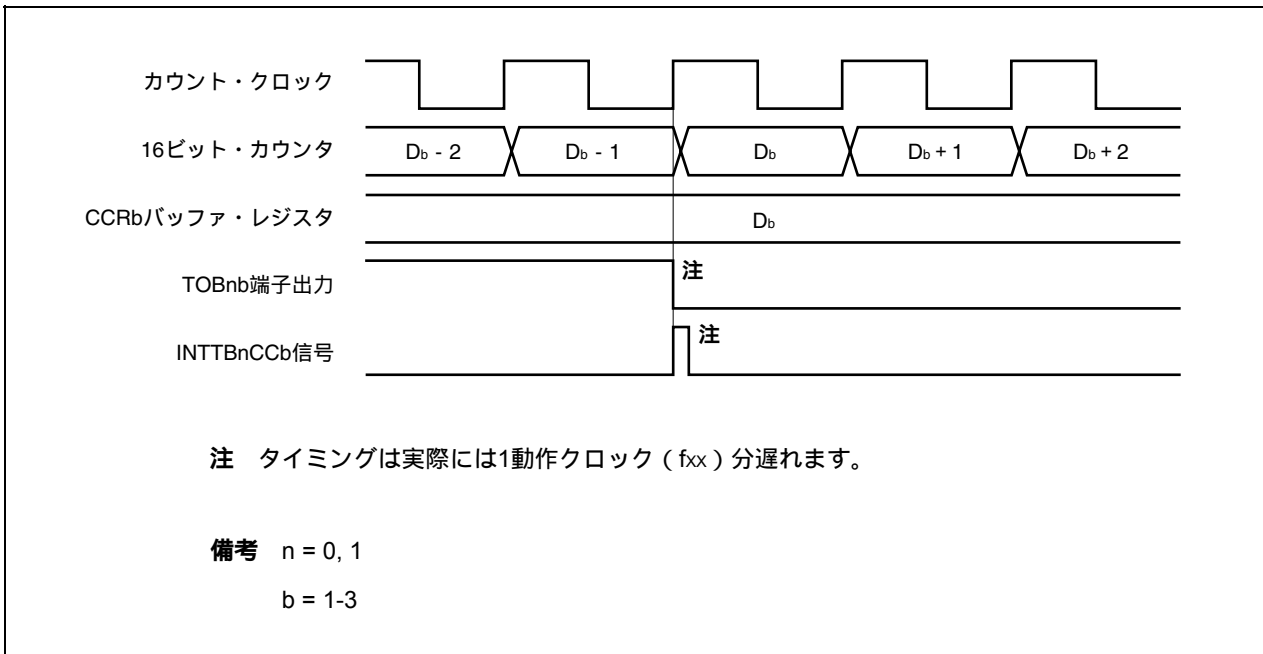 カウント・クロック
16ビット・カウンタ
Db - 2 Db - 1 Db Db + 1 Db + 2
CCRbバッファ・レジスタ
Db
TOBnb端子出力
注
INTTBnCCb信号
注
注 タイミングは実際には1動作クロック（fxx）分遅れます。
備考 n = 0, 1
b = 1-3